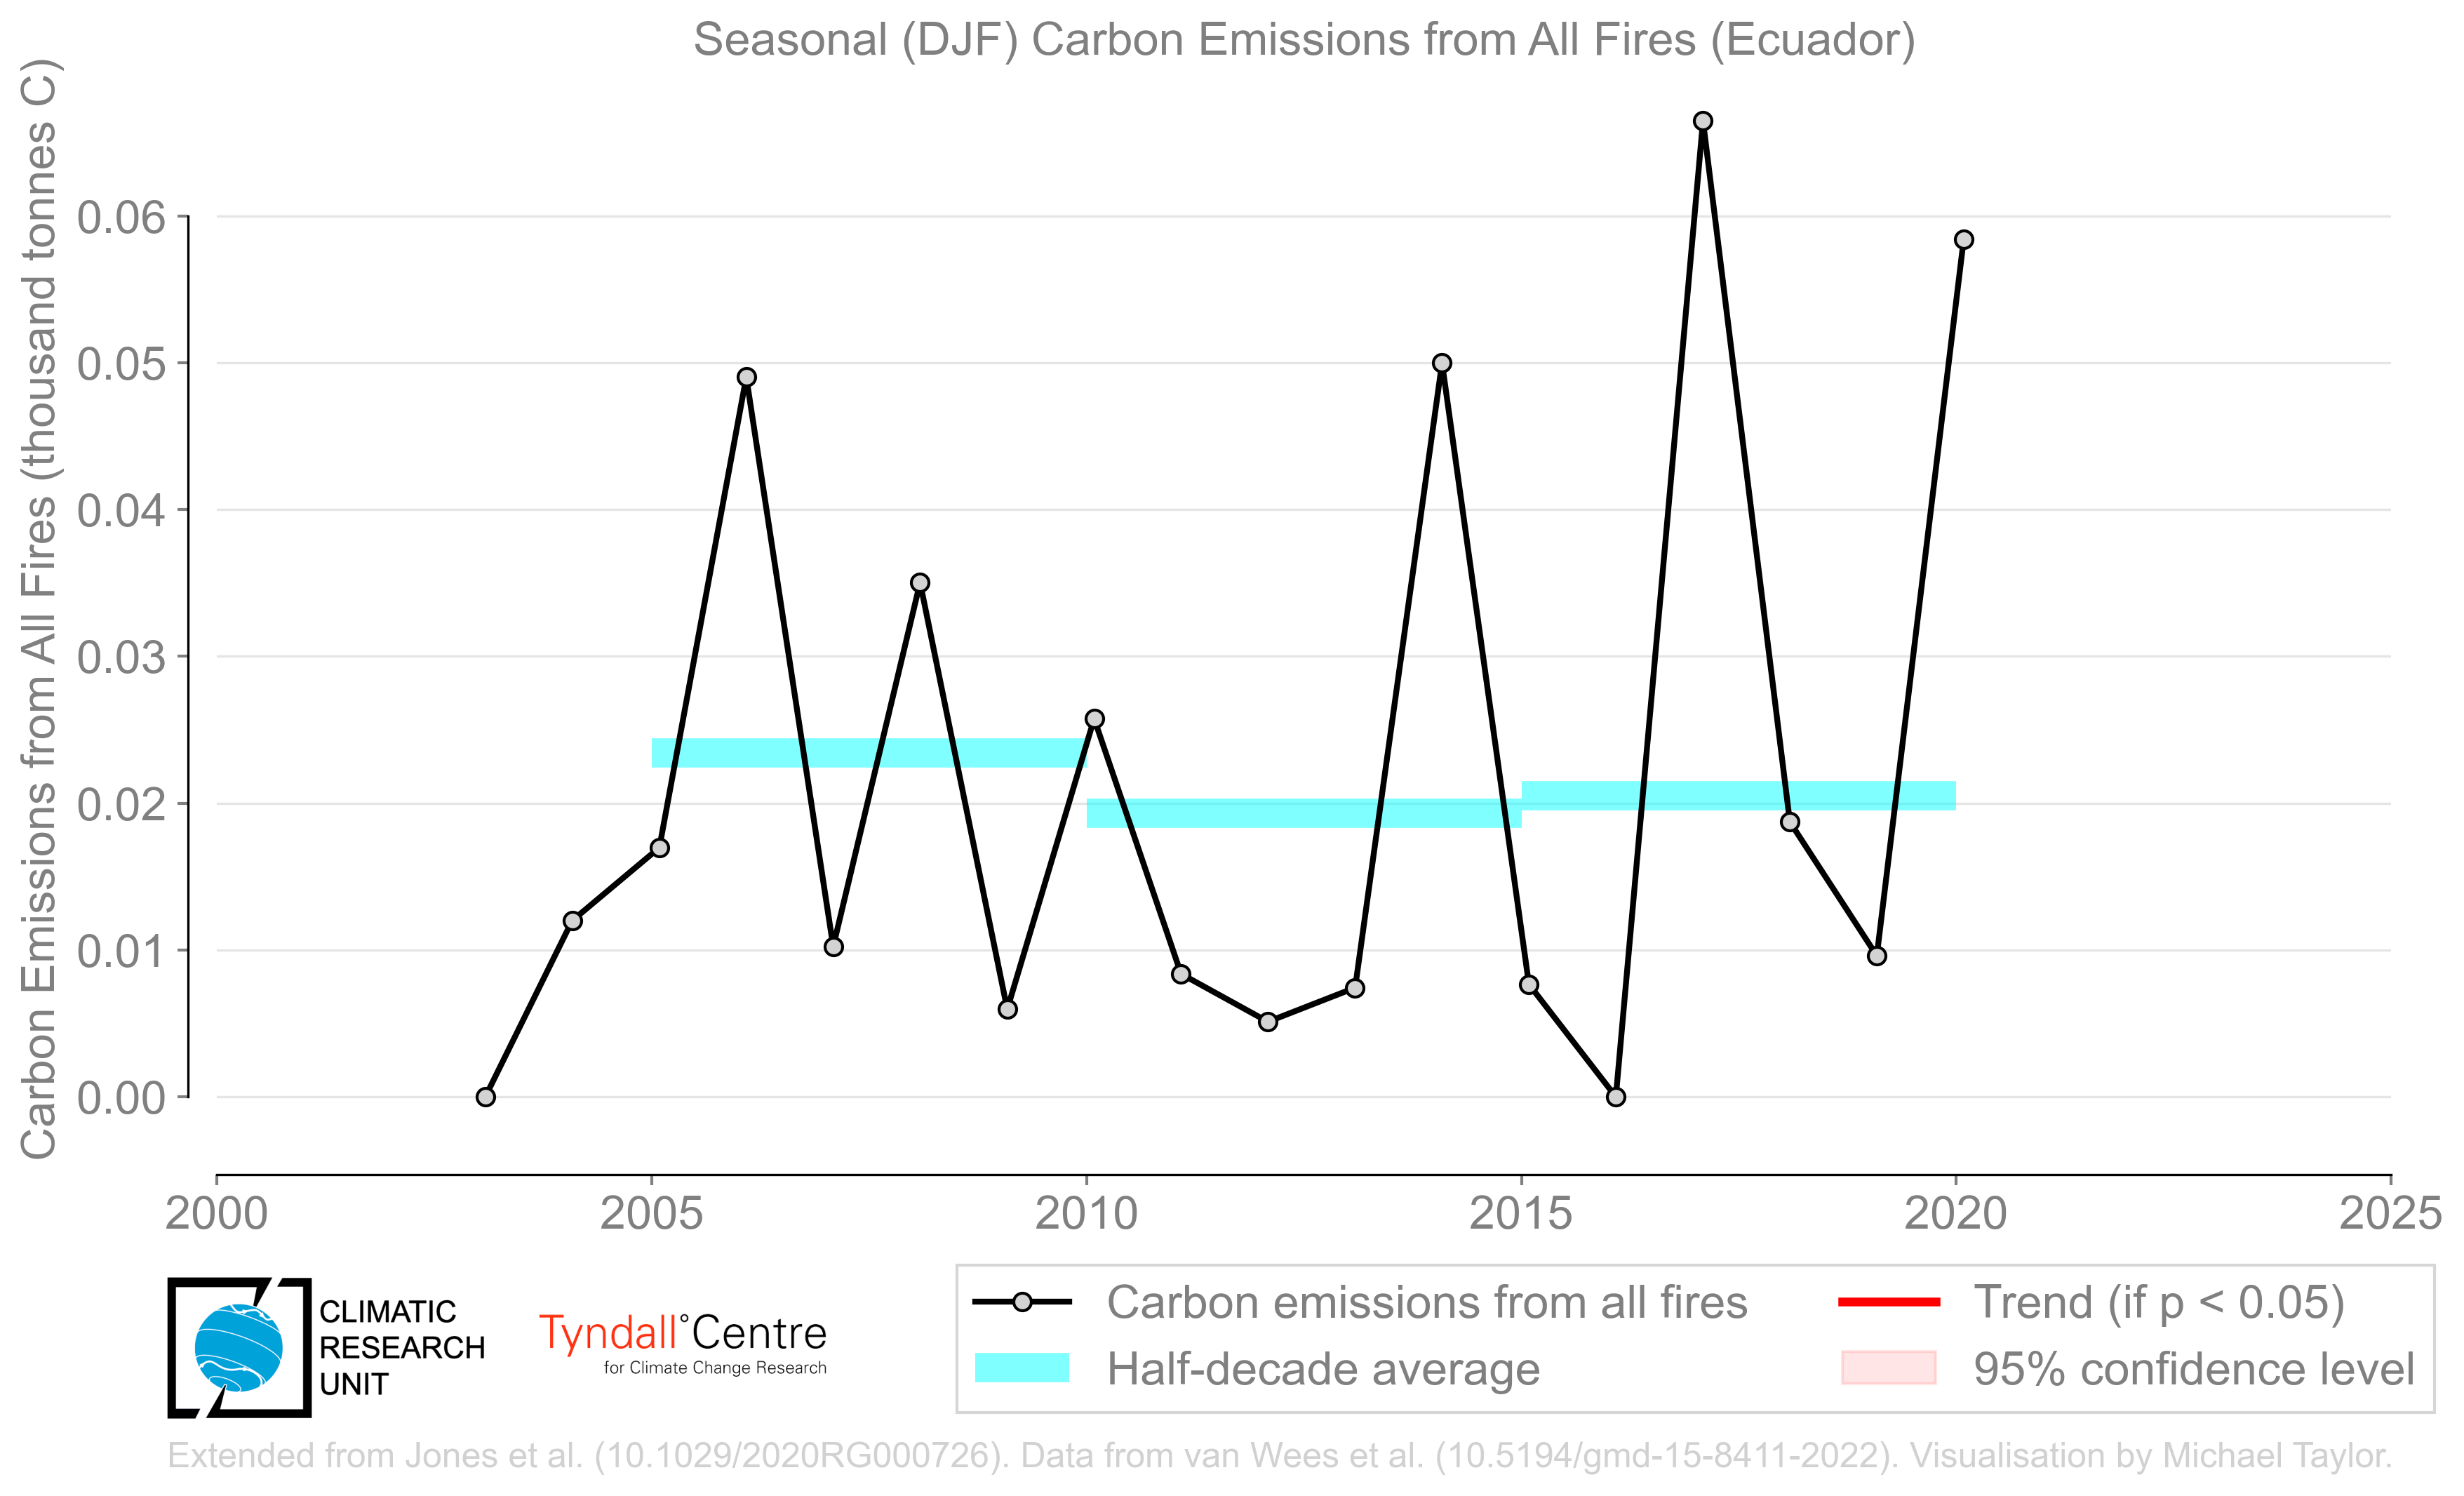 Seasonal (DJF) Carbon Emissions from All Fires (Ecuador)
Carbon Emissions from All Fires (thousand tonnes C)
0.06
0.05
0.04
0.03
0.02
0.01
0.00
2000
2005
2010
2015
2020
2025
CLIMATIC
RESEARCH
UNIT
Tyndall°Centre
for Climate Change Research
Carbon emissions from all fires
Half-decade average
Trend (if p < 0.05)
95% confidence level
Extended from Jones et al. (10.1029/2020RG000726). Data from van Wees et al. (10.5194/gmd-15-8411-2022). Visualisation by Michael Taylor.